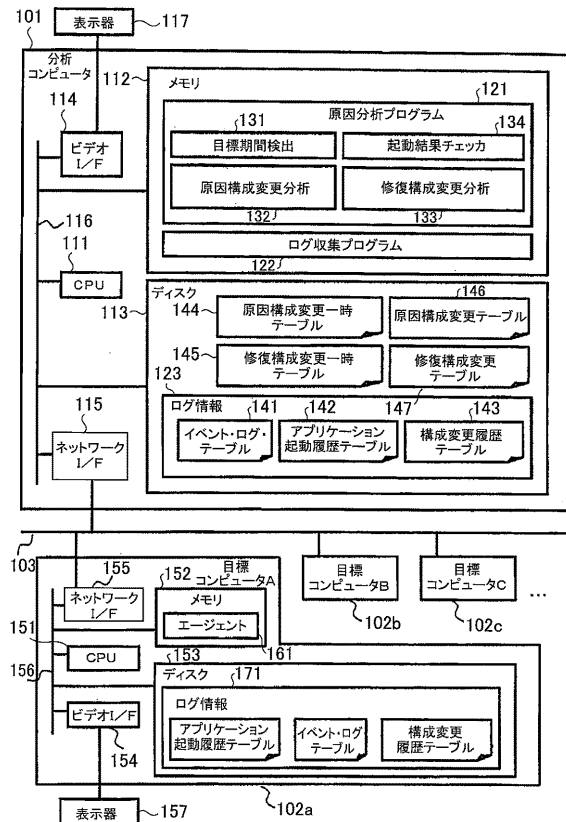 表示器
117
101
分析
コンピュータ
112
メモリ
121
原因分析プログラム
131
目標期間検出
134
起動結果チェッカ
原因構成変更分析
132
修復構成変更分析
133
ログ収集プログラム
122
114
ビデオ
I/F
116
111
CPU
113
ディスク
144
原因構成変更一時
テーブル
146
原因構成変更テーブル
145
修復構成変更一時
テーブル
修復構成変更
テーブル
147
123
ログ情報
141
イベント・ログ・
テーブル
142
アプリケーション
起動履歴テーブル
143
構成変更履歴
テーブル
115
ネットワーク
I/F
103
目標
コンピュータA
155
ネットワーク
I/F
152
メモリ
エージェント
161
151
CPU
156
153
ディスク
171
ログ情報
アプリケーション
起動履歴テーブル
イベント・ログ
テーブル
構成変更
履歴テーブル
ビデオI/F
154
表示器
157
102a
目標
コンピュータB
102b
目標
コンピュータC
102c
...